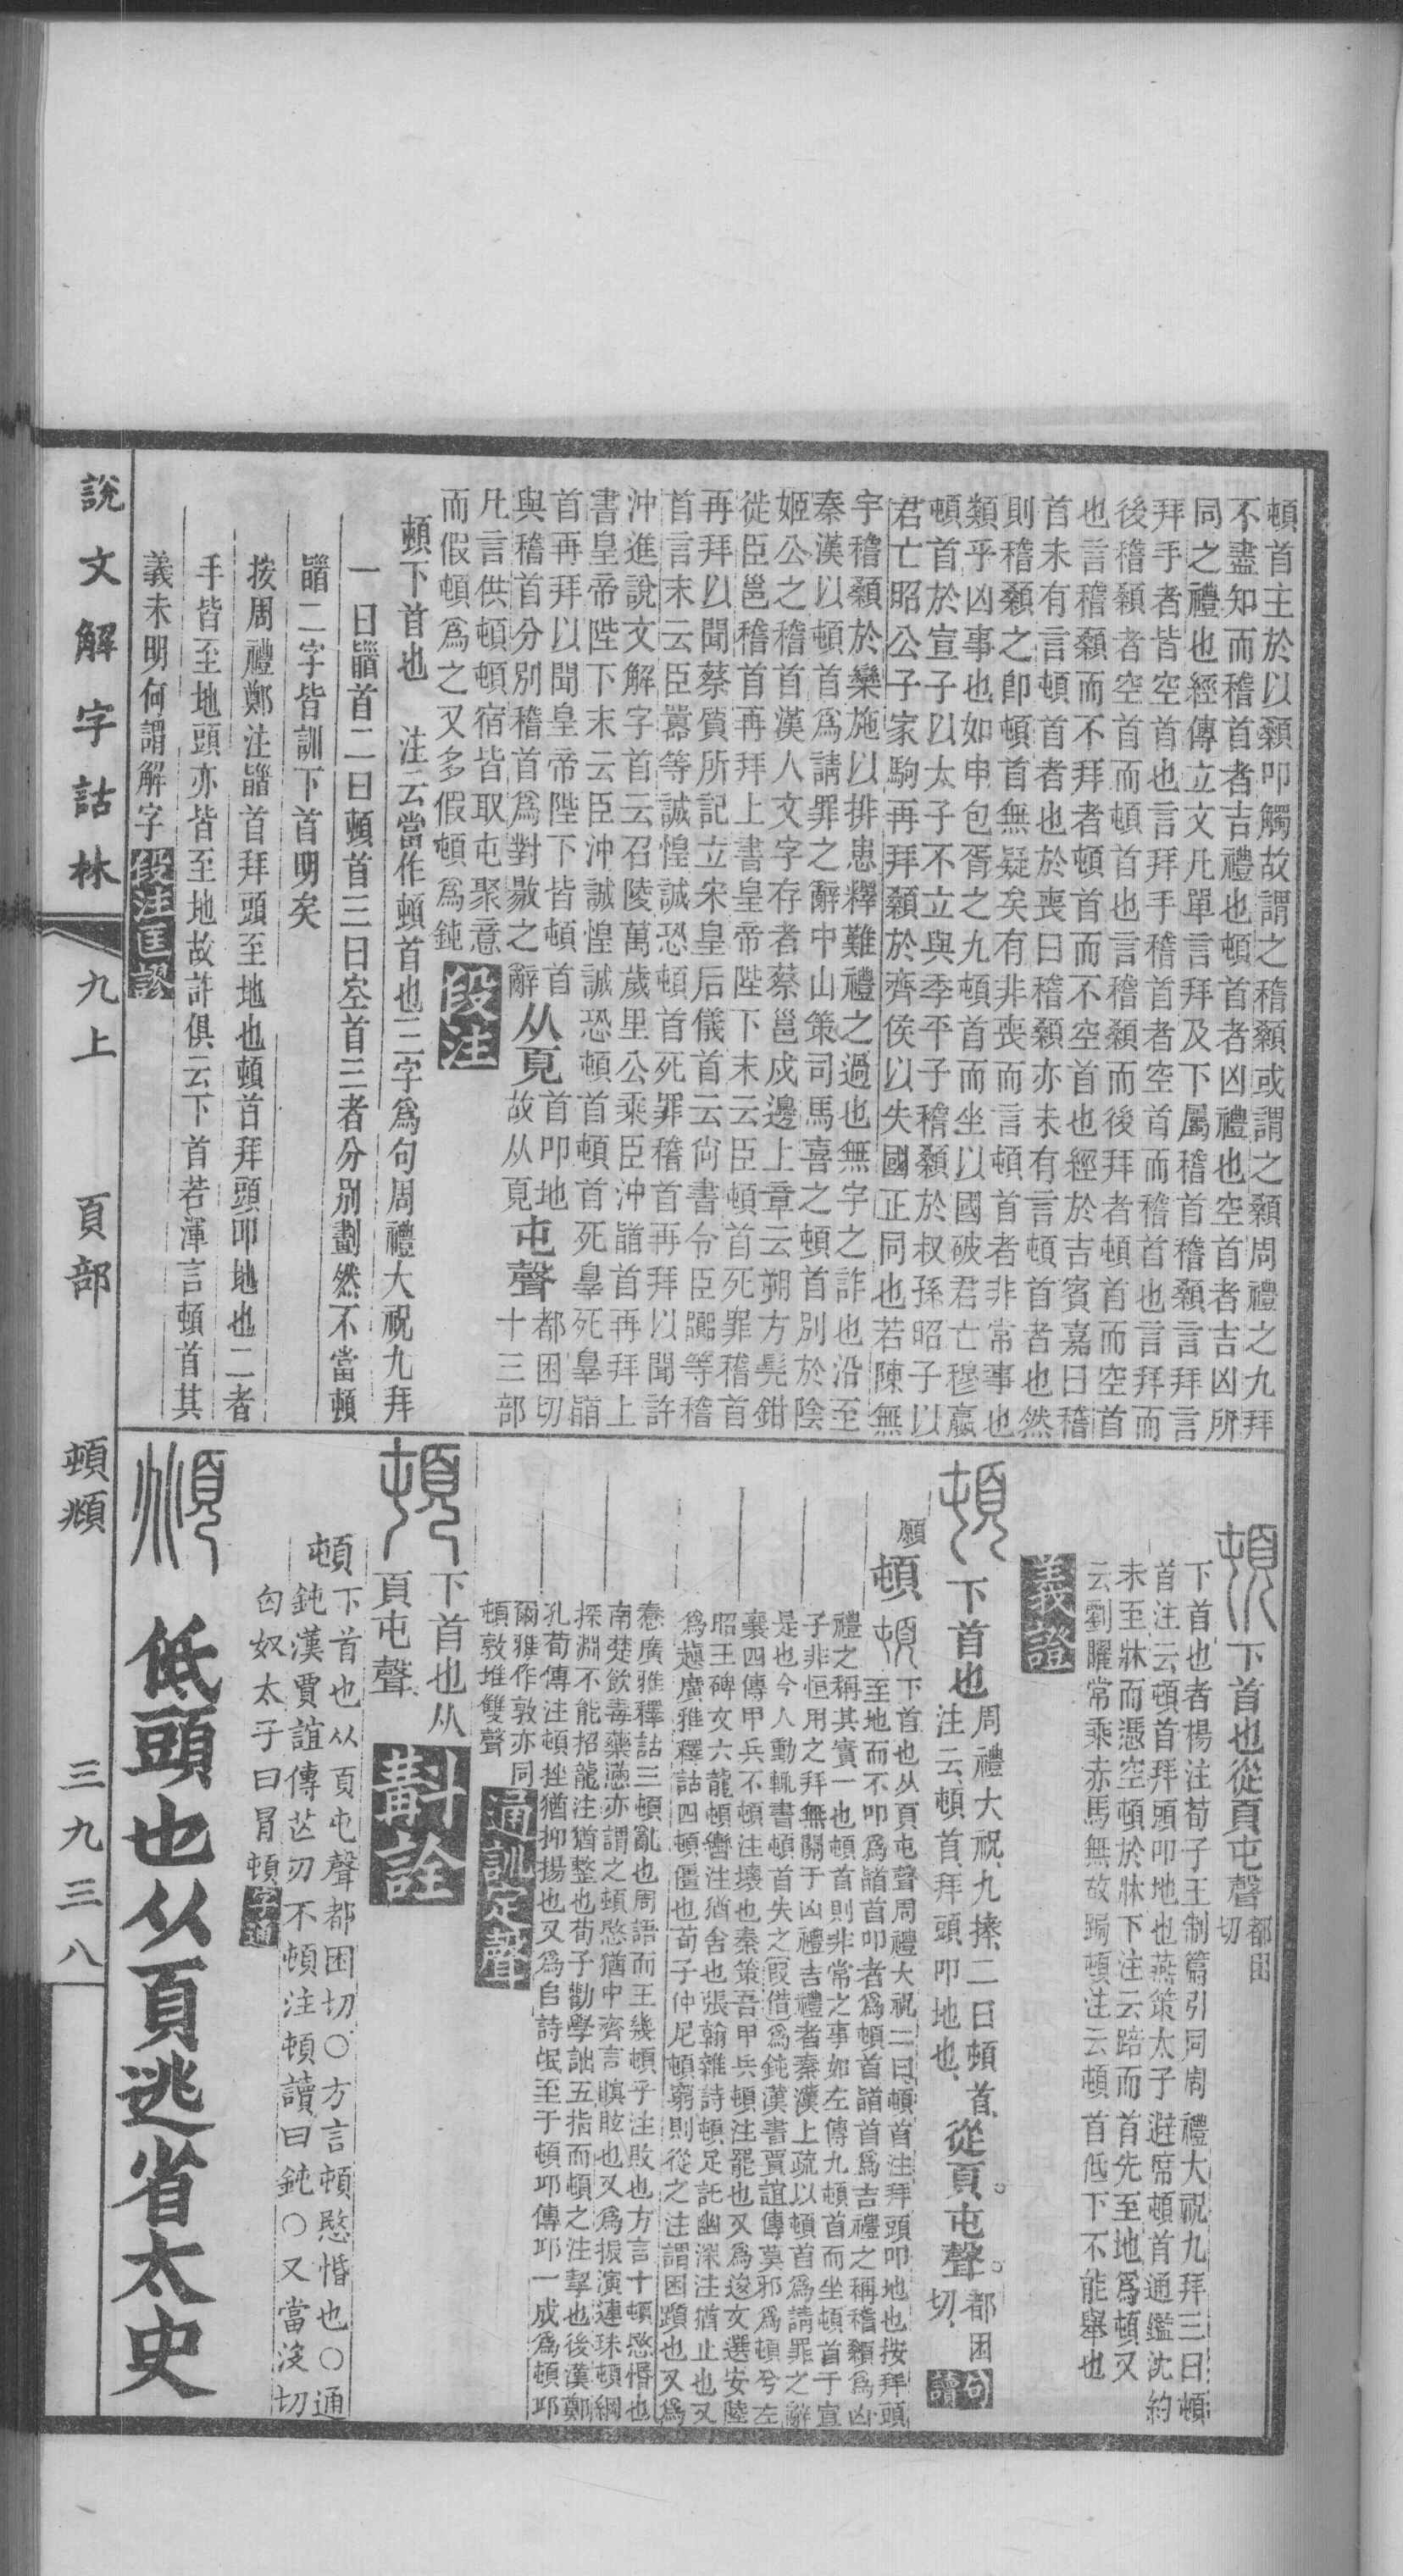 頓首主於以顙叩觸故謂之稽顙或謂之顙周禮之九拜
不盡知而稽首者吉禮也頓首者凶禮也空首者吉凶所
同之禮也經傳立文凡單言拜及下屬稽首稽顙言拜言
拜手者皆空首也言拜手稽首者空首而稽首也言拜而
後稽顙者空首而頓首也言稽顙而後拜者頓首而空首
也言稽顙而不拜者頓首而不空首也經於吉賓嘉曰稽
首未有言頓首者也於喪曰稽顙亦未有言頓首者也然
則稽顙之卽頓首無疑矣有非喪而言頓首者非常事也
類乎凶事也如申包胥之九頓首而坐以國破君亡穆嬴
頓首於宣子以太子不立與季平子稽顙於叔孫昭子以
君亡昭公子家駒再拜顙於齊侯以失國正同也若陳無
宇稽顙於欒施以排患釋難禮之過也無宇之詐也沿至
秦漢以頓首爲請罪之辭中山策司馬喜之頓首別於陰
姬公之稽首漢人文字存者蔡邕戍邊上章云朔方髡鉗
徙臣邕稽首再拜上書皇帝陛下末云臣頓首死罪稽首
再拜以聞蔡質所記立宋皇后儀首云尙書令臣囂等稽
首言末云臣囂等誠惶誠恐頓首死罪稽首再拜以聞許
沖進說文解字首云召陵萬歲里公乘臣沖䭫首再拜上
書皇帝陛下末云臣沖誠惶誠恐頓首頓首死辠死辠䭫
首再拜以聞皇帝陛下皆頓首
與稽首分別稽首爲對敭之辭从頁首叩地故从頁屯聲都困切十三部
凡言供頓頓宿皆取屯聚意
而假頓爲之又多假頓爲鈍段注
頓下首也　注云當作頓首也三字爲句周禮大祝九拜
一曰䭫首二曰頓首三曰空首三者分別劃然不當頓
䭫二字皆訓下首明矣
按周禮鄭注䭫首拜頭至地也頓首拜頭叩地也二者
手皆至地頭亦皆至地故許俱云下首若渾言頓首其
義未明何謂解字段注匡謬
頓下首也從頁屯聲都困切
下首也者楊注荀子王制篇引同周禮大祝九拜三曰頓
首注云頓首拜頭叩地也燕策太子避席頓首通鑑沈約
未至牀而憑空頓於牀下注云踣而首先至地爲頓又
云劉曜常乘赤馬無故跼頓注云頓首低下不能舉也
義證
頓下首也周禮大祝九𢷎二曰頓首注云頓首拜頭叩地也從頁屯聲都困切句讀
願頓頓下首也从頁屯聲周禮大祝二曰頓首注拜頭叩地也按拜頭
至地而不叩爲䭫首叩者爲頓首䭫首爲吉禮之稱稽顙爲凶
禮之稱其實一也頓首則非常之事如左傳九頓首而坐頓首于宣
子非恒用之拜無關于凶禮吉禮者秦漢上疏以頓首爲請罪之辭
是也今人動輒書頓首失之叚借爲鈍漢書賈誼傳莫邪爲頓兮左
襄四傳甲兵不頓注壞也秦策吾甲兵頓注罷也又爲逡文選安陸
昭王碑文六龍頓轡注猶舍也張翰雜詩頓足託幽深注猶止也又
爲𧽍廣雅釋詁四頓僵也荀子仲尼頓窮則從之注謂困躓也又爲
惷廣雅釋詁三頓亂也周語而王幾頓乎注敗也方言十頓愍惽也
南楚飲毒藥懣亦謂之頓愍猶中齊言瞋眩也又爲振演連珠頓綱
探淵不能招龍注猶整也荀子勸學詘五指而頓之注挈也後漢鄭
孔荀傳注頓挫猶抑揚也又爲㠯詩氓至于頓邱傳邱一成爲頓邱
爾雅作敦亦同
頓敦堆雙聲通訓定聲
頓下首也从頁屯聲斠詮
頓下首也从頁屯聲都困切○方言頓愍惽也○通
鈍漢賈誼傳芒刃不頓注頓讀曰鈍○又當沒切
匈奴太子曰冒頓字通
頫低頭也从頁逃省太史
說文解字詁林　九上　頁部　頓頫　三九三八